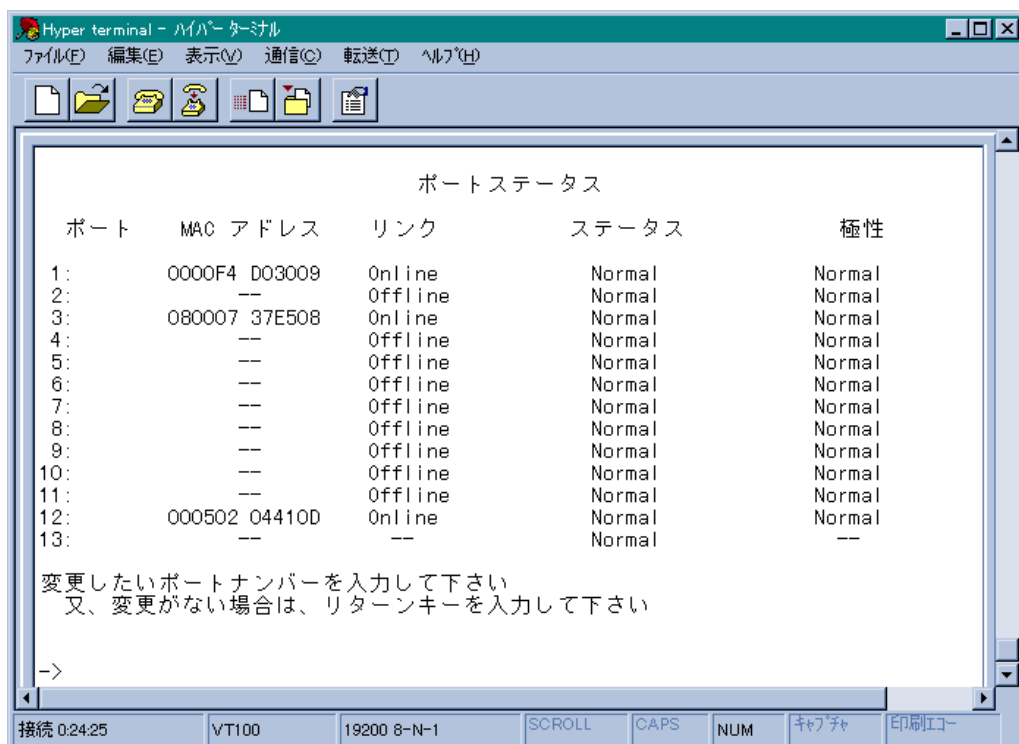 Hyper terminal - ﾊｲﾊﾟｰ ﾀｰﾐﾅﾙ
ﾌｧｲﾙ(F) 編集(E) 表示(V) 通信(C) 転送(T) ﾍﾙﾌﾟ(H)
ポートステータス
ポート MAC アドレス リンク ステータス 極性
1: 0000F4 D03009 Online Normal Normal
2: -- Offline Normal Normal
3: 080007 37E508 Online Normal Normal
4: -- Offline Normal Normal
5: -- Offline Normal Normal
6: -- Offline Normal Normal
7: -- Offline Normal Normal
8: -- Offline Normal Normal
9: -- Offline Normal Normal
10: -- Offline Normal Normal
11: -- Offline Normal Normal
12: 000502 04410D Online Normal Normal
13: -- -- Normal --
変更したいポートナンバーを入力して下さい
又、変更がない場合は、リターンキーを入力して下さい
->
接続 0:24:25 VT100 19200 8-N-1 SCROLL CAPS NUM ｷｬﾌﾟﾁｬ 印刷ｴｺｰ